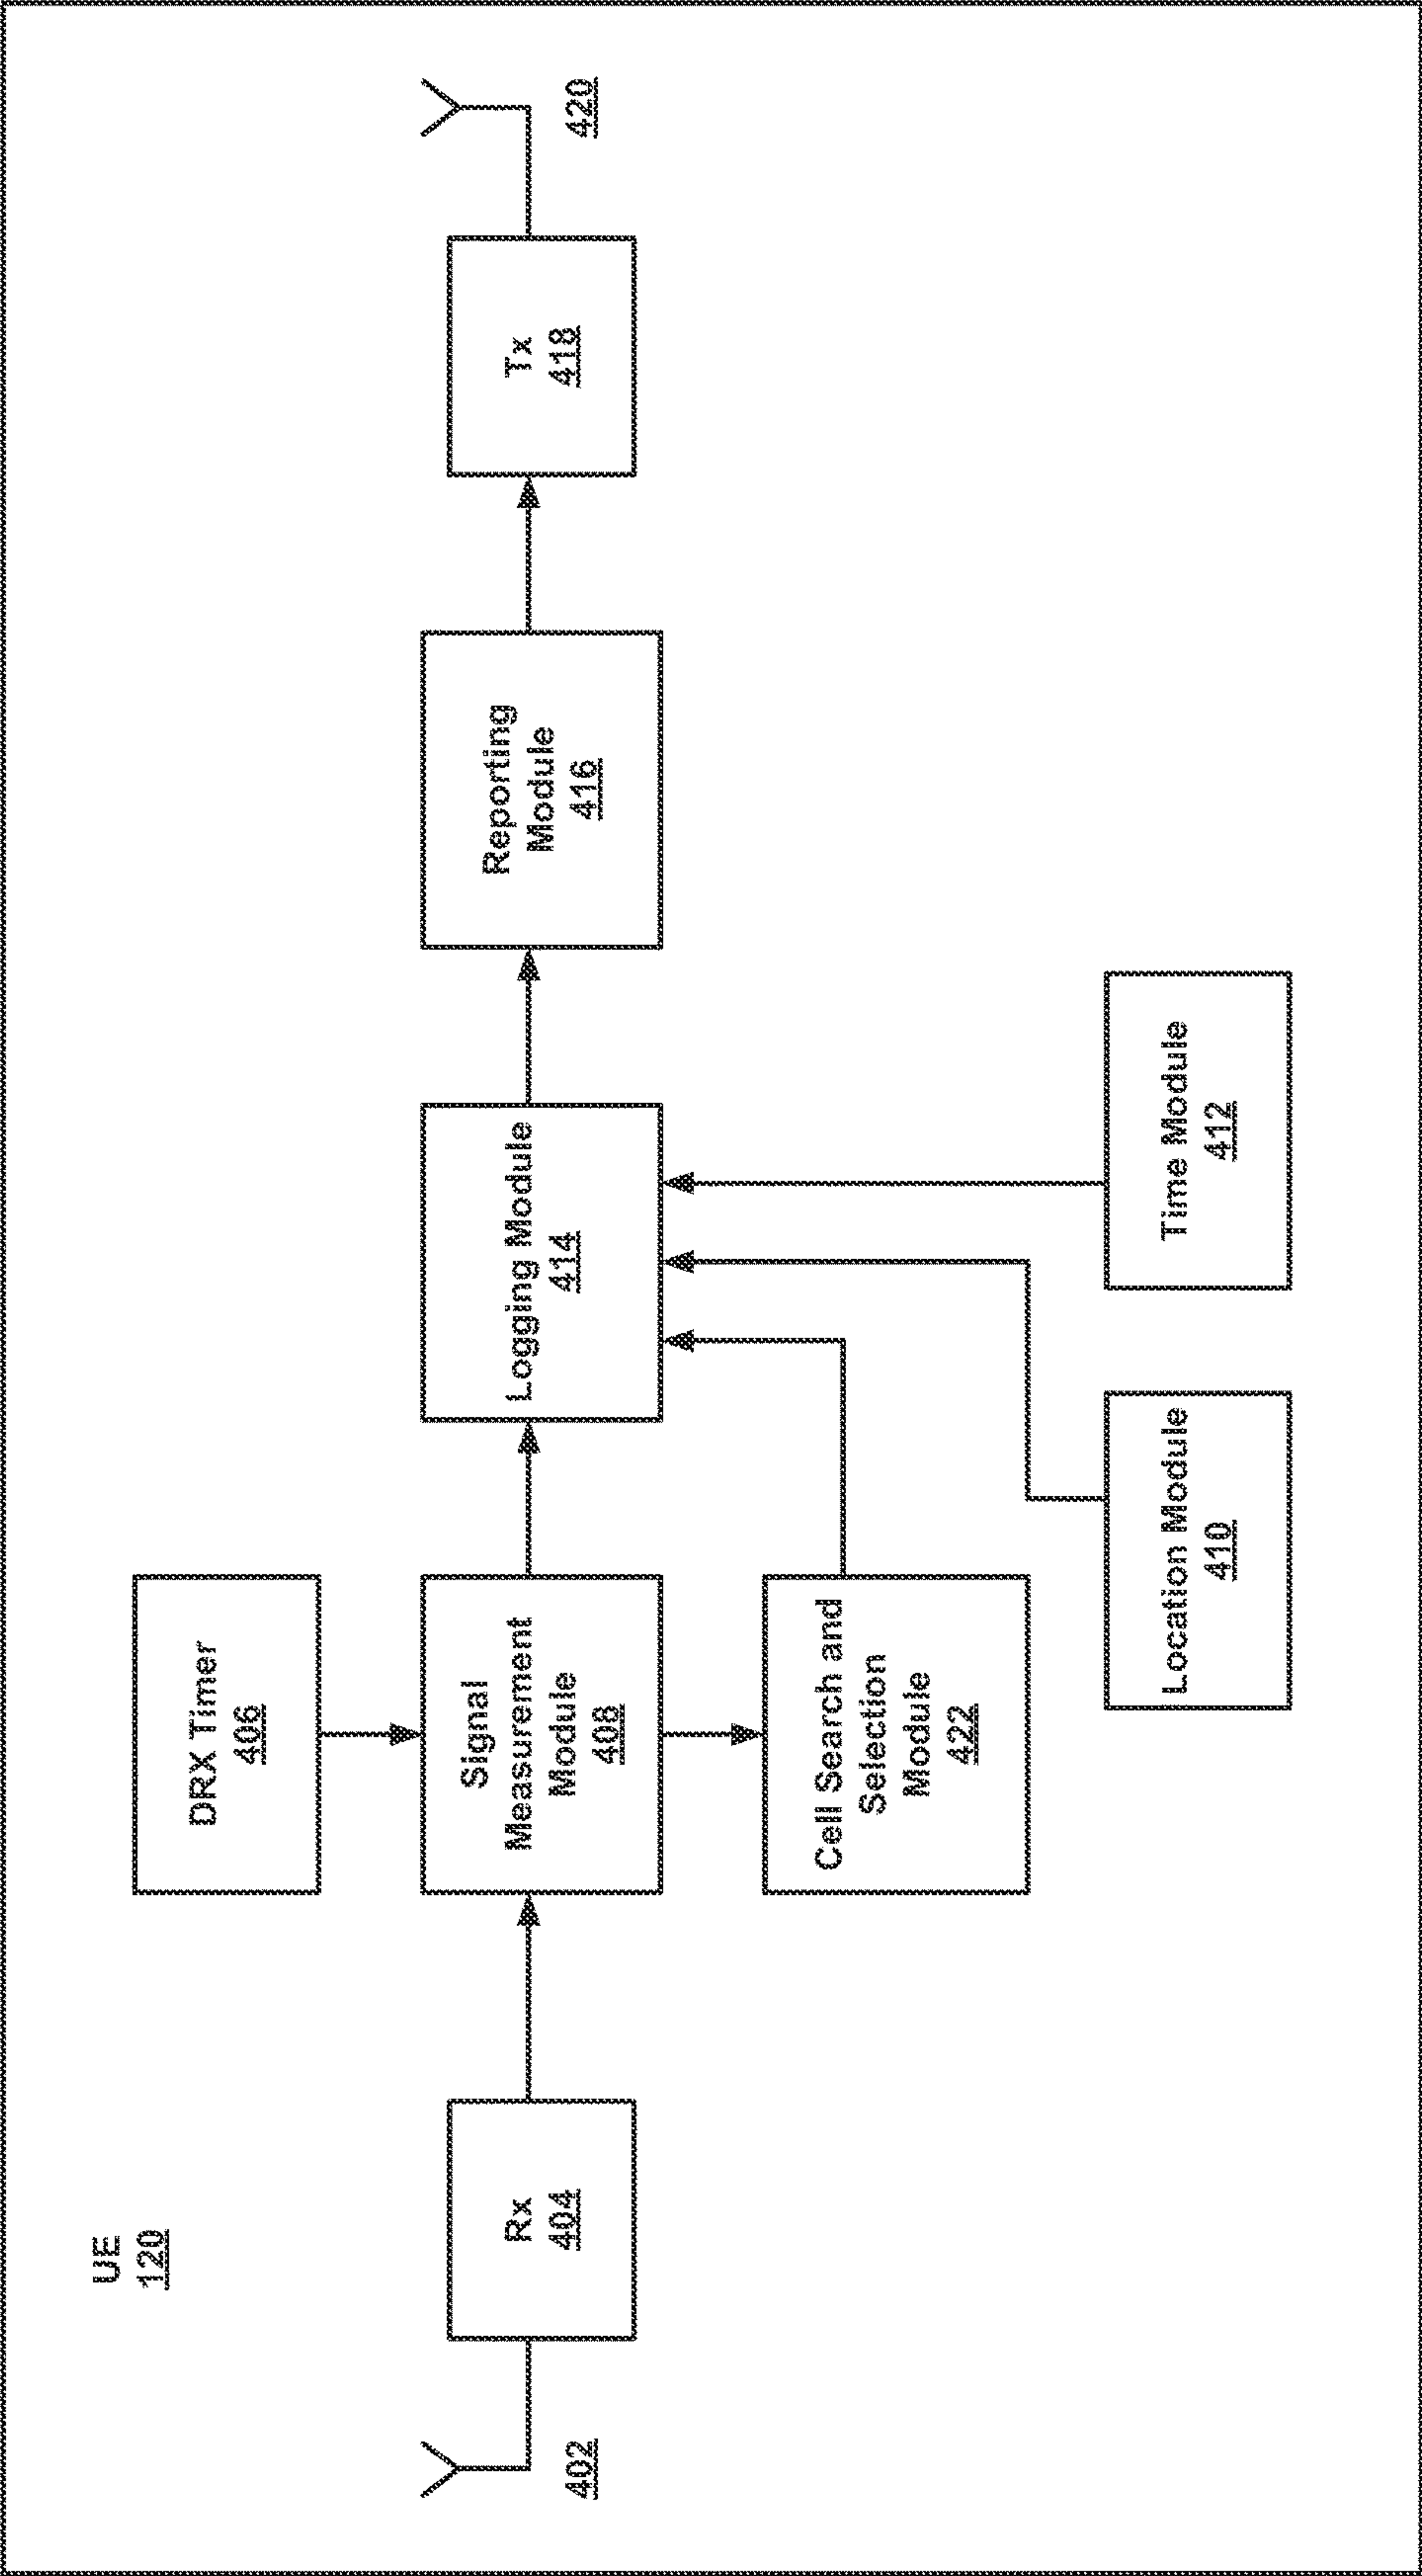 UE
120
402
Rx
404
DRX Timer
406
Signal
Measurement
Module
408
Cell Search and
Selection
Module
422
Location Module
410
Time Module
412
Logging Module
414
Reporting
Module
416
Tx
418
420